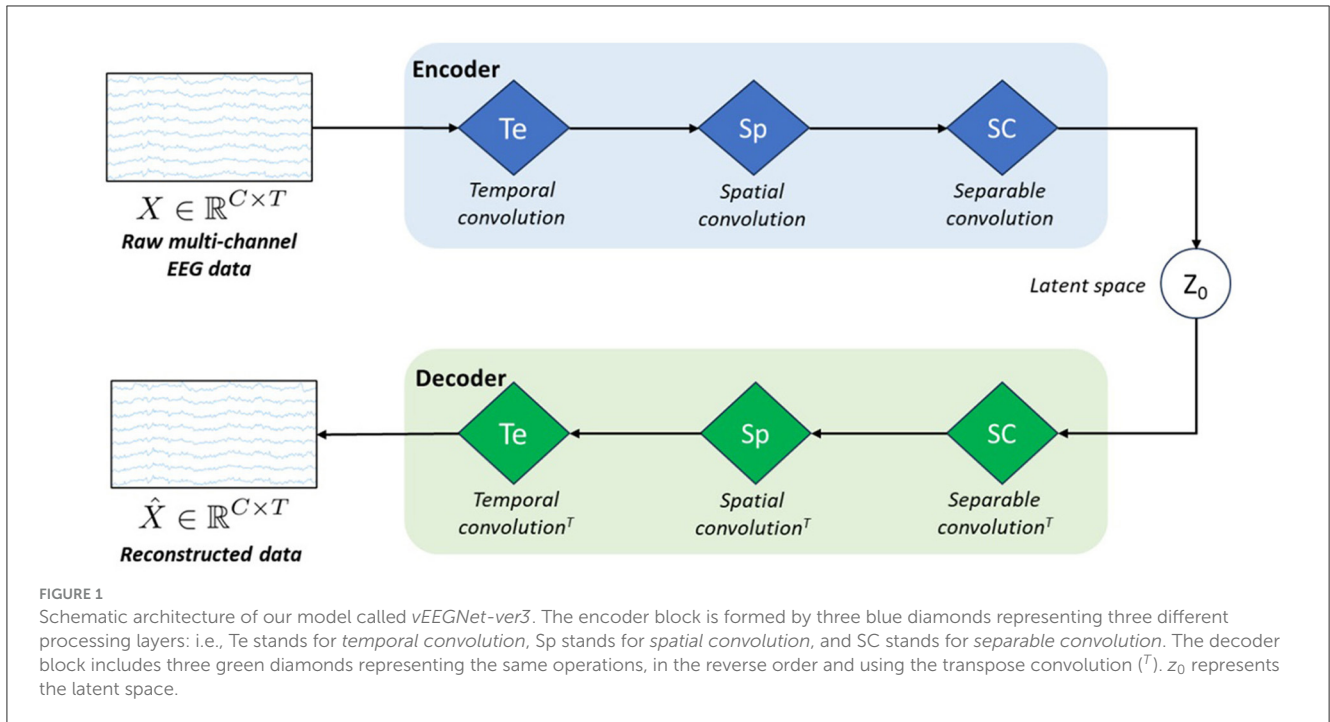 Encoder
Te
Sp
SC
Temporal
convolution
Spatial
convolution
Separable
convolution
X ∈ ℝ^{C×T}
Raw multi-channel
EEG data
Latent space
Z₀
Decoder
Te
Sp
SC
Temporal
convolutionᵀ
Spatial
convolutionᵀ
Separable
convolutionᵀ
X̂ ∈ ℝ^{C×T}
Reconstructed data
FIGURE 1
Schematic architecture of our model called vEEGNet-ver3. The encoder block is formed by three blue diamonds representing three different
processing layers: i.e., Te stands for temporal convolution, Sp stands for spatial convolution, and SC stands for separable convolution. The decoder
block includes three green diamonds representing the same operations, in the reverse order and using the transpose convolution (ᵀ). z₀ represents
the latent space.